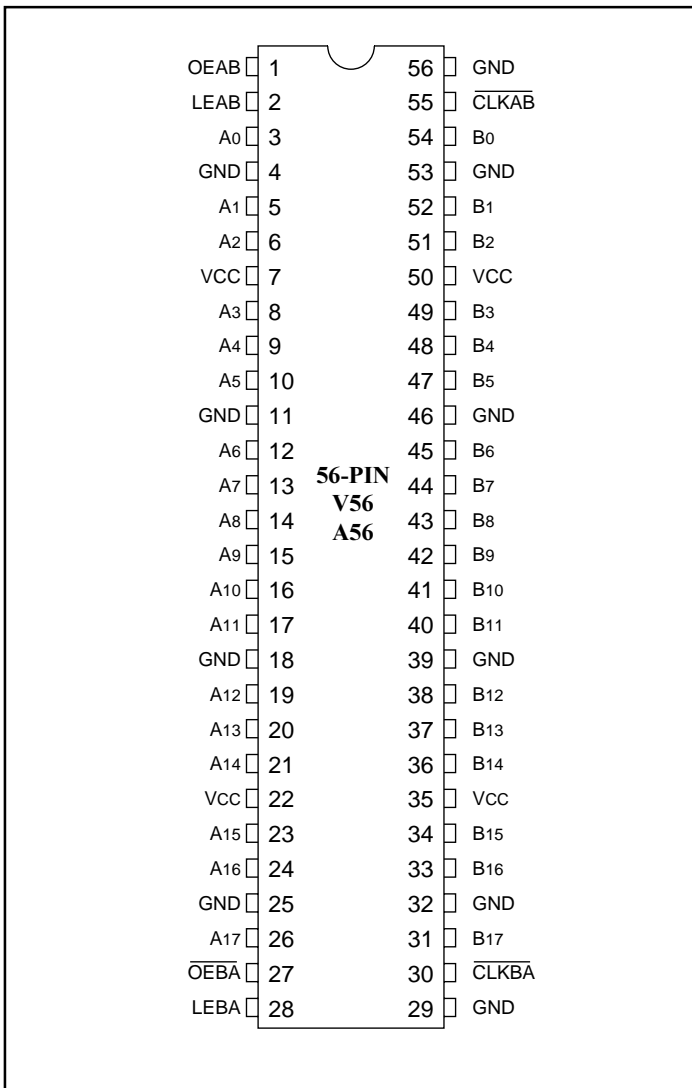 OEAB 1 56 GND
LEAB 2 55 CLKAB
A0 3 54 B0
GND 4 53 GND
A1 5 52 B1
A2 6 51 B2
VCC 7 50 VCC
A3 8 49 B3
A4 9 48 B4
A5 10 47 B5
GND 11 46 GND
A6 12 45 B6
56-PIN
A7 13 44 B7
V56
A8 14 43 B8
A56
A9 15 42 B9
A10 16 41 B10
A11 17 40 B11
GND 18 39 GND
A12 19 38 B12
A13 20 37 B13
A14 21 36 B14
VCC 22 35 VCC
A15 23 34 B15
A16 24 33 B16
GND 25 32 GND
A17 26 31 B17
OEBA 27 30 CLKBA
LEBA 28 29 GND